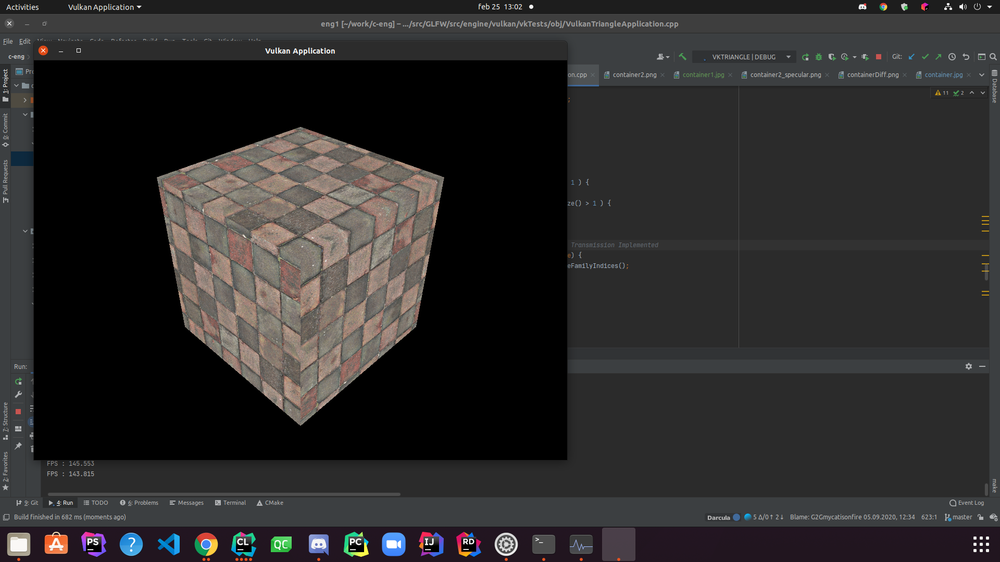 Activities
Vulkan Application
feb 25 13:02
eng1 [~/work/c-eng] – .../src/GLFW/src/engine/vulkan/vkTests/obj/VulkanTriangleApplication.cpp
File Edit
Vulkan Application
c-eng
VKTRIANGLE | DEBUG
Git:
1: Project
on.cpp
container2.png
container1.jpg
container2_specular.png
containerDiff.png
container.jpg
Database
11 2
;
0: Commit
Pull Requests
1 ) {
ze() > 1 ) {
Transmission Implemented
e) {
eFamilyIndices();
Run:
7: Structure
2: Favorites
FPS : 145.553
FPS : 143.815
make
9: Git
4: Run
TODO
6: Problems
Messages
Terminal
CMake
Event Log
Build finished in 682 ms (moments ago)
Darcula
5 Δ/0↑ 2↓
Blame: G2Gmycatisonfire 05.09.2020, 12:34
623:1
master
PS
?
CL
QC
PC
IJ
RD
>_